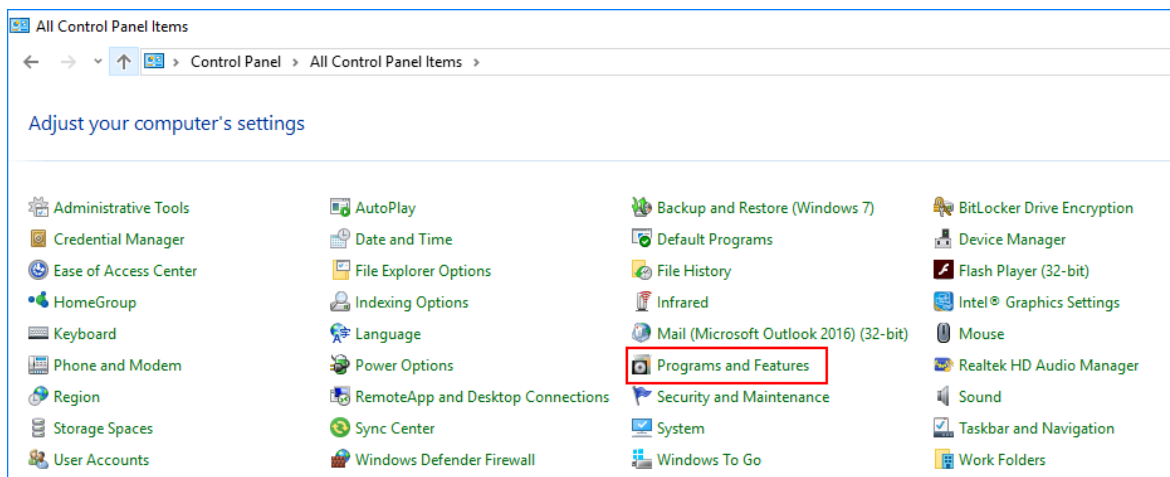 All Control Panel Items
Control Panel > All Control Panel Items >
Adjust your computer's settings
Administrative Tools AutoPlay Backup and Restore (Windows 7) BitLocker Drive Encryption
Credential Manager Date and Time Default Programs Device Manager
Ease of Access Center File Explorer Options File History Flash Player (32-bit)
HomeGroup Indexing Options Infrared Intel® Graphics Settings
Keyboard Language Mail (Microsoft Outlook 2016) (32-bit) Mouse
Phone and Modem Power Options Programs and Features Realtek HD Audio Manager
Region RemoteApp and Desktop Connections Security and Maintenance Sound
Storage Spaces Sync Center System Taskbar and Navigation
User Accounts Windows Defender Firewall Windows To Go Work Folders